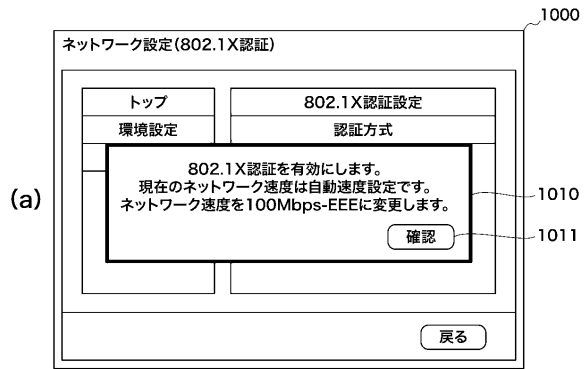 1000
ネットワーク設定(802.1X認証)
トップ
802.1X認証設定
環境設定
認証方式
(a)
802.1X認証を有効にします。
現在のネットワーク速度は自動速度設定です。
ネットワーク速度を100Mbps-EEEに変更します。
1010
確認
1011
戻る